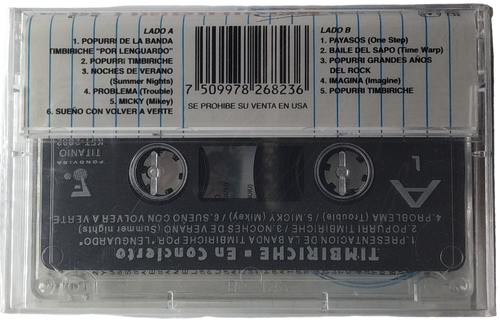 LADO A
1. POPURRI DE LA BANDA
TIMBIRICHE "POR LENGUARDO"
2. POPURRI TIMBIRICHE
3. NOCHES DE VERANO
(Summer Nights)
4. PROBLEMA (Trouble)
5. MICKY (Mikey)
6. SUEÑO CON VOLVER A VERTE
7 509978 268236
SE PROHIBE SU VENTA EN USA
LADO B
1. PAYASOS (One Step)
2. BAILE DEL SAPO (Time Warp)
3. POPURRI GRANDES AÑOS
DEL ROCK
4. IMAGINA (Imagine)
5. POPURRI TIMBIRICHE
A
L
TIMBIRICHE - En Concierto
1. PRESENTACION DE LA BANDA TIMBIRICHE POR "LENGUARDO"
2. POPURRI TIMBIRICHE / 3. NOCHES DE VERANO (Summer nights)
4. PROBLEMA (Trouble) / 5. MICKY (Mikey) / 6. SUEÑO CON VOLVER A VERTE
FONOVISA
TITANIO